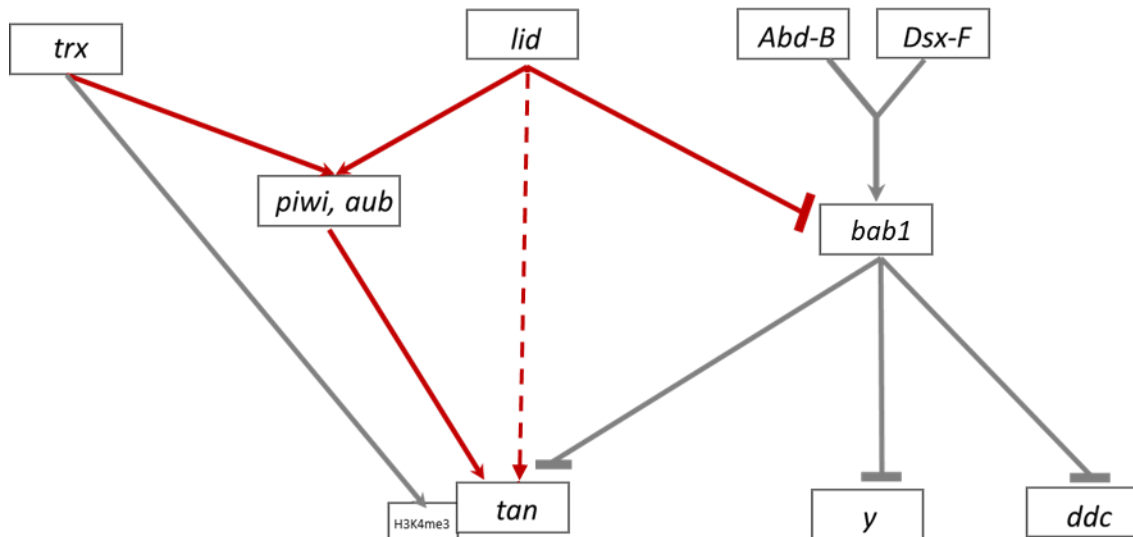 trx
lid
Abd-B
Dsx-F
piwi, aub
bab1
H3K4me3
tan
y
ddc